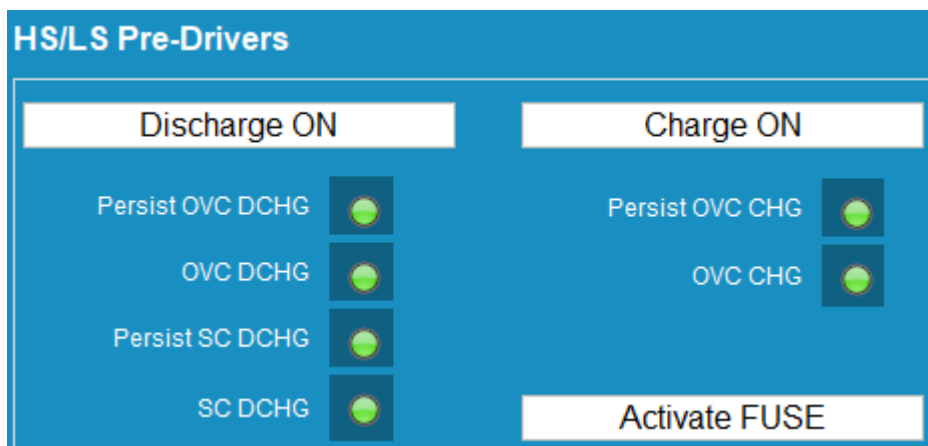 HS/LS Pre-Drivers
Discharge ON
Charge ON
Persist OVC DCHG
Persist OVC CHG
OVC DCHG
OVC CHG
Persist SC DCHG
SC DCHG
Activate FUSE